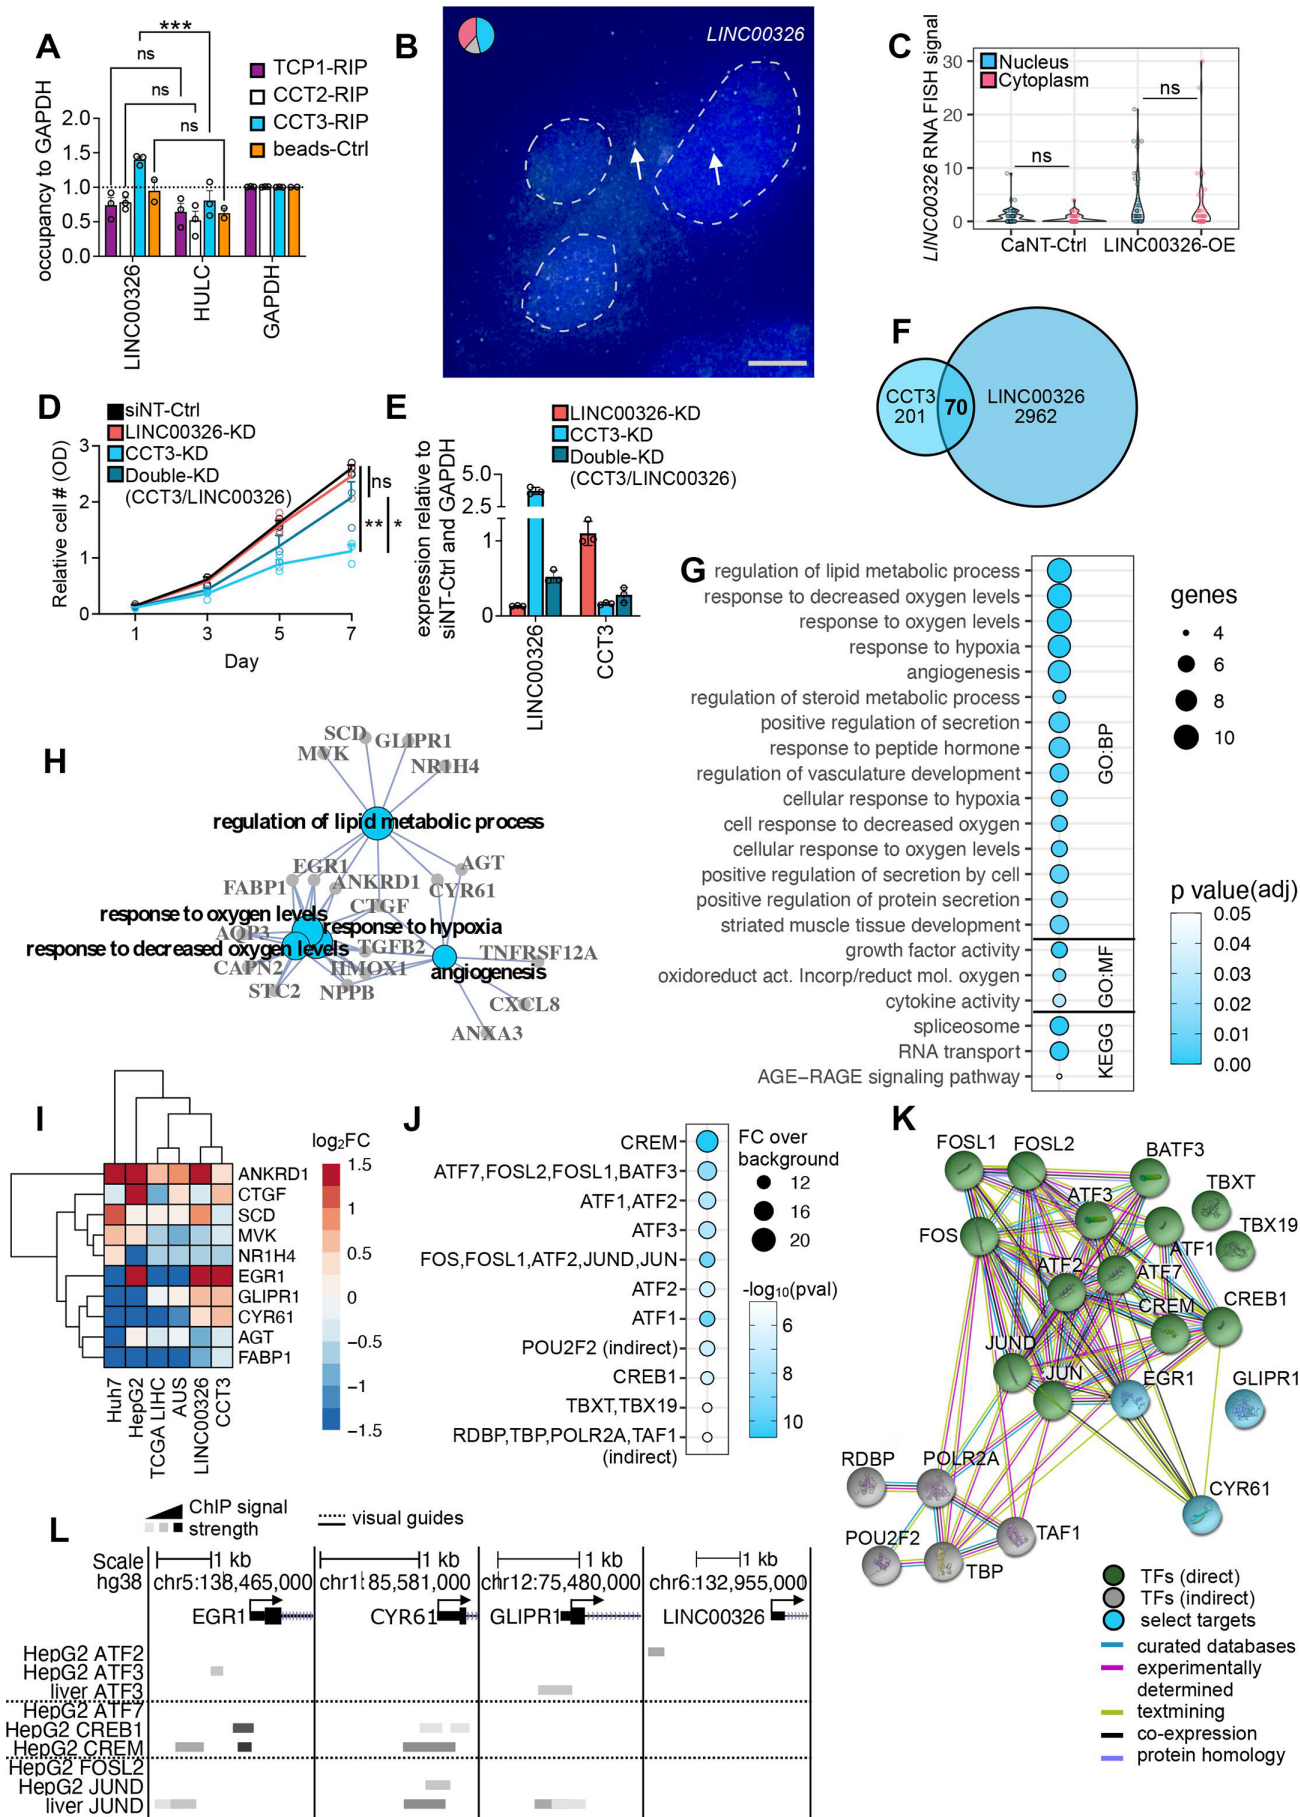 A
***
ns
ns
ns
TCP1-RIP
CCT2-RIP
CCT3-RIP
beads-Ctrl
occupancy to GAPDH
2.0
1.5
1.0
0.5
0.0
LINC00326
HULC
GAPDH
B
LINC00326
C
LINC00326 RNA FISH signal
Nucleus
Cytoplasm
30
20
10
0
ns
ns
CaNT-Ctrl
LINC00326-OE
D
siNT-Ctrl
LINC00326-KD
CCT3-KD
Double-KD
(CCT3/LINC00326)
Relative cell # (OD)
3
2
1
0
1
3
5
7
Day
ns
**
*
E
LINC00326-KD
CCT3-KD
Double-KD
(CCT3/LINC00326)
expression relative to
siNT-Ctrl and GAPDH
5.0
2.5
1
0
LINC00326
CCT3
F
CCT3
201
70
LINC00326
2962
G
regulation of lipid metabolic process
response to decreased oxygen levels
response to oxygen levels
response to hypoxia
angiogenesis
regulation of steroid metabolic process
positive regulation of secretion
response to peptide hormone
regulation of vasculature development
cellular response to hypoxia
cell response to decreased oxygen
cellular response to oxygen levels
positive regulation of secretion by cell
positive regulation of protein secretion
striated muscle tissue development
growth factor activity
oxidoreduct act. Incorp/reduct mol. oxygen
cytokine activity
spliceosome
RNA transport
AGE−RAGE signaling pathway
GO:BP
GO:MF
KEGG
genes
4
6
8
10
p value(adj)
0.05
0.04
0.03
0.02
0.01
0.00
H
SCD
GLIPR1
MVK
NR1H4
regulation of lipid metabolic process
EGR1
AGT
FABP1
ANKRD1
CYR61
CTGF
response to oxygen levels
response to hypoxia
AQP3
response to decreased oxygen levels
TGFB2
TNFRSF12A
CAPN2
HMOX1
angiogenesis
STC2
NPPB
CXCL8
ANXA3
I
log2FC
1.5
1
0.5
0
−0.5
−1
−1.5
ANKRD1
CTGF
SCD
MVK
NR1H4
EGR1
GLIPR1
CYR61
AGT
FABP1
Huh7
HepG2
TCGA LIHC
AUS
LINC00326
CCT3
J
CREM
ATF7,FOSL2,FOSL1,BATF3
ATF1,ATF2
ATF3
FOS,FOSL1,ATF2,JUND,JUN
ATF2
ATF1
POU2F2 (indirect)
CREB1
TBXT,TBX19
RDBP,TBP,POLR2A,TAF1
(indirect)
FC over
background
12
16
20
-log10(pval)
6
8
10
K
FOSL1
FOSL2
BATF3
TBXT
ATF3
TBX19
FOS
ATF1
ATF2
ATF7
CREM
CREB1
JUND
JUN
EGR1
GLIPR1
RDBP
POLR2A
CYR61
POU2F2
TAF1
TBP
TFs (direct)
TFs (indirect)
select targets
curated databases
experimentally
determined
textmining
co-expression
protein homology
L
ChIP signal
strength
visual guides
Scale
1 kb
1 kb
1 kb
1 kb
hg38
chr5:138,465,000
chr1:85,581,000
chr12:75,480,000
chr6:132,955,000
EGR1
CYR61
GLIPR1
LINC00326
HepG2 ATF2
HepG2 ATF3
liver ATF3
HepG2 ATF7
HepG2 CREB1
HepG2 CREM
HepG2 FOSL2
HepG2 JUND
liver JUND